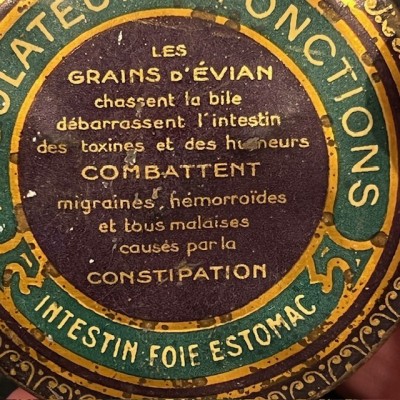 FONCTIONS
LES
GRAINS D'ÉVIAN
chassent la bile
débarrassent l'intestin
des toxines et des humeurs
COMBATTENT
migraines, hémorroïdes
et tous malaises
causés par la
CONSTIPATION
INTESTIN FOIE ESTOMAC